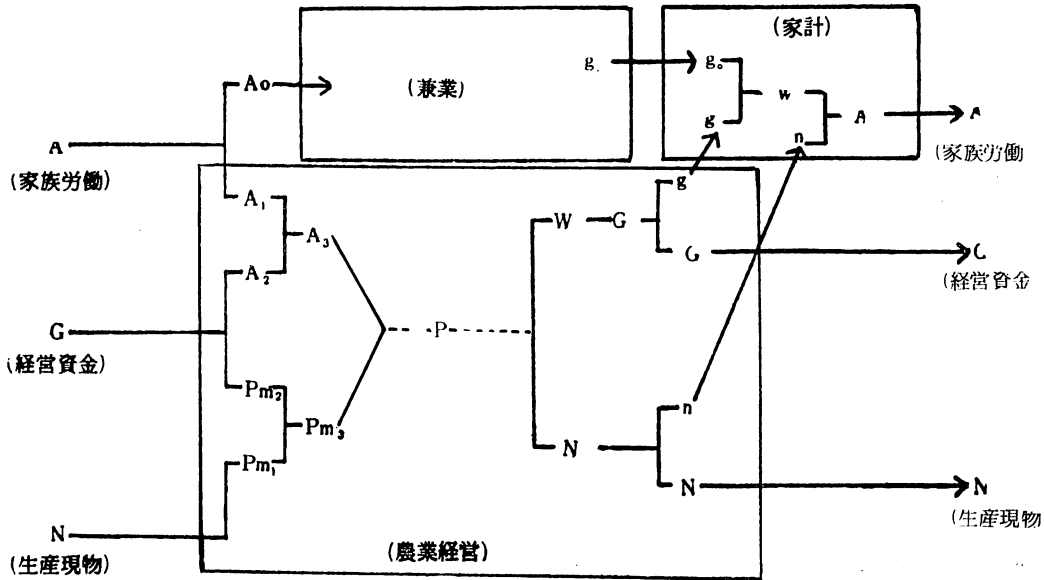 (家計)
g
g₀
A₀
(兼業)
w
g
A
A
A
n
(家族労働
(家族労働)
A₁
g
W
G
A₃
G
A₂
(経営資金
G
P
(経営資金)
Pm₂
n
Pm₃
N
Pm₁
N
N
N
(生産現物
(農業経営)
(生産現物)